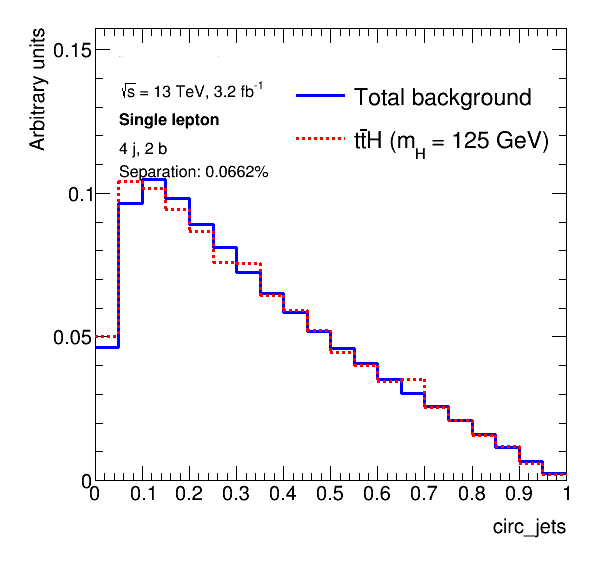 Arbitrary units
0.15
0.1
0.05
0
√s = 13 TeV, 3.2 fb⁻¹
Single lepton
4 j, 2 b
Separation: 0.0662%
Total background
tt̄H (m_H = 125 GeV)
0 0.1 0.2 0.3 0.4 0.5 0.6 0.7 0.8 0.9 1
circ_jets